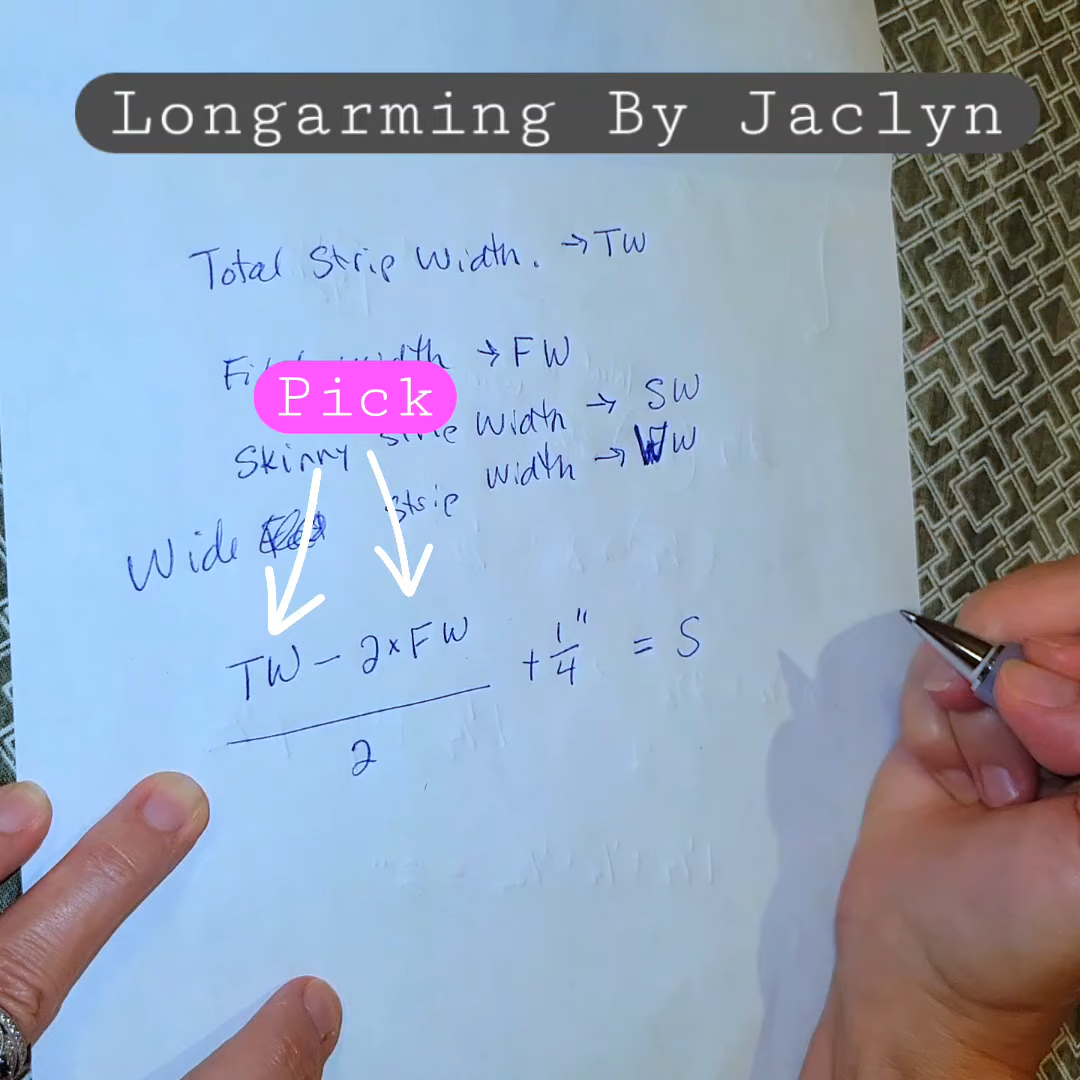 Longarming By Jaclyn
Total Strip Width. → TW
Width → FW
Pick
Skinny Width → SW
Wide Strip Width → WW
TW - 2 x FW
2
+ 1/4" = S